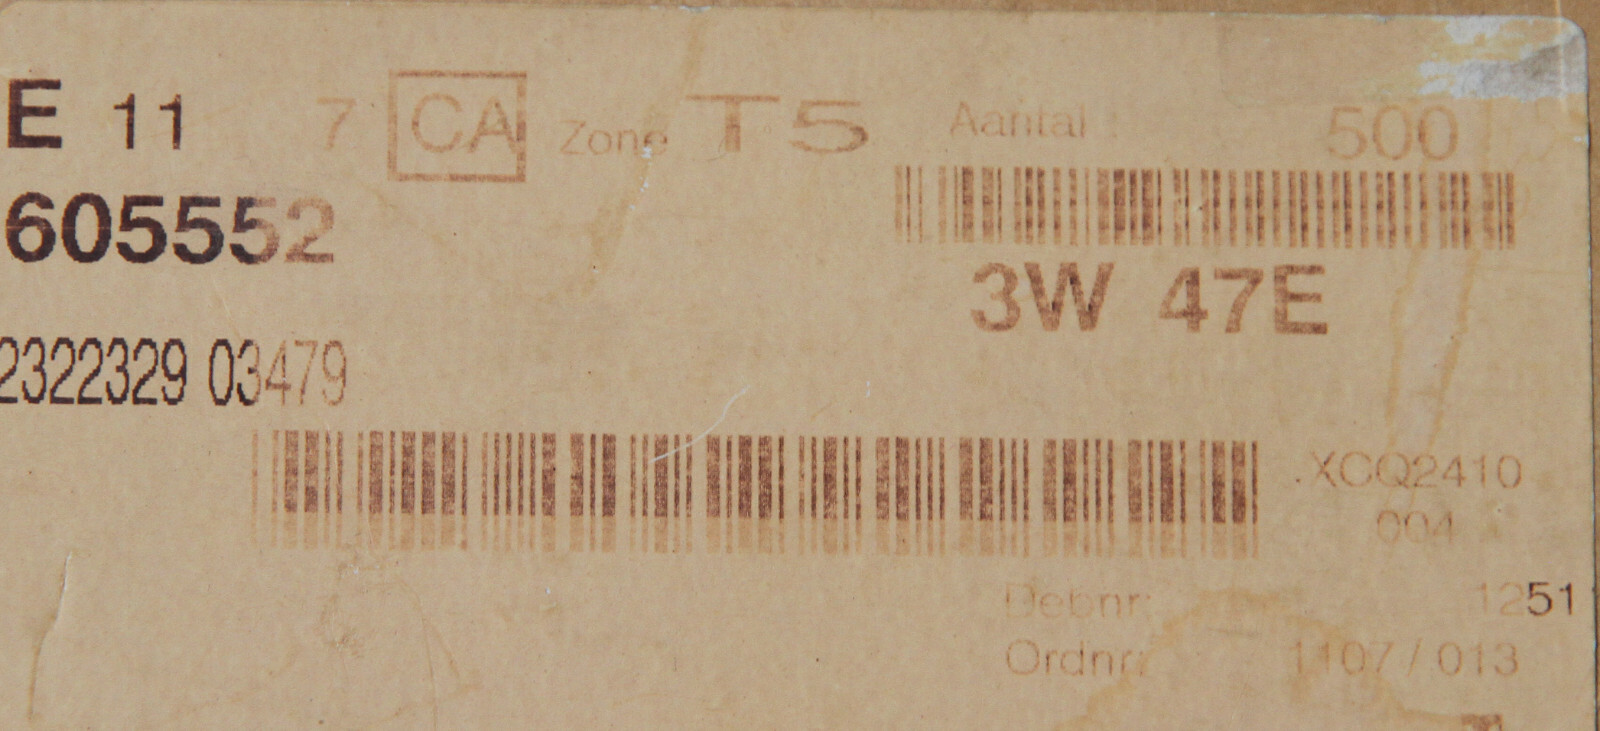 E 11 7 CA Zone T5 Aantal 500
605552
3W 47E
2322329 03479
XCQ2410
004
Debnr: 1251
Ordnr: 1107 / 013